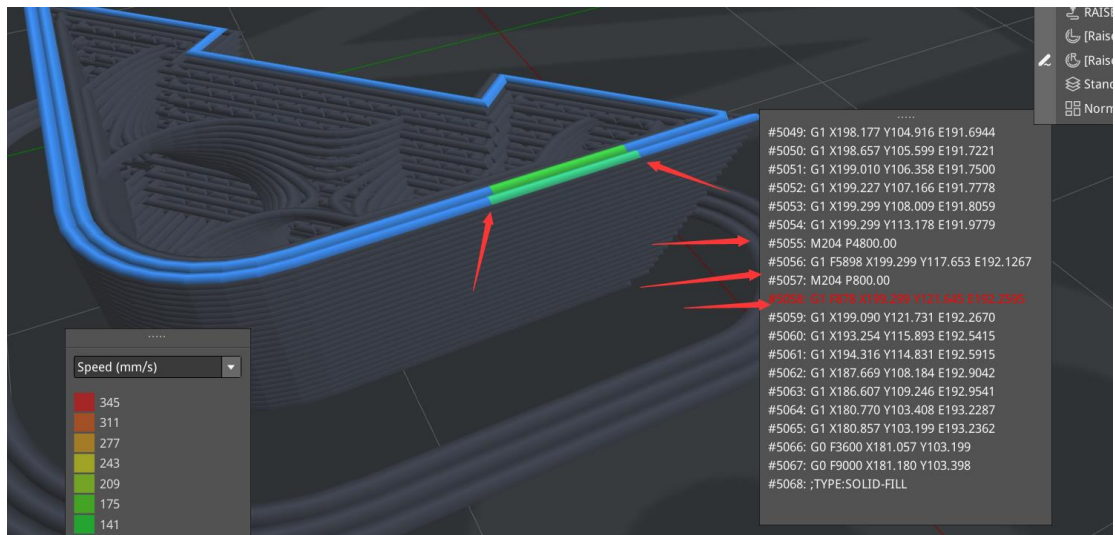 RAISE
[Raise
[Raise
Stand
Norm
.....
#5049: G1 X198.177 Y104.916 E191.6944
#5050: G1 X198.657 Y105.599 E191.7221
#5051: G1 X199.010 Y106.358 E191.7500
#5052: G1 X199.227 Y107.166 E191.7778
#5053: G1 X199.299 Y108.009 E191.8059
#5054: G1 X199.299 Y113.178 E191.9779
#5055: M204 P4800.00
#5056: G1 F5898 X199.299 Y117.653 E192.1267
#5057: M204 P800.00
G1 X199.299
#5059: G1 X199.090 Y121.731 E192.2670
#5060: G1 X193.254 Y115.893 E192.5415
#5061: G1 X194.316 Y114.831 E192.5915
#5062: G1 X187.669 Y108.184 E192.9042
#5063: G1 X186.607 Y109.246 E192.9541
#5064: G1 X180.770 Y103.408 E193.2287
#5065: G1 X180.857 Y103.199 E193.2362
#5066: G0 F3600 X181.057 Y103.199
#5067: G0 F9000 X181.180 Y103.398
#5068: ;TYPE:SOLID-FILL
.....
Speed (mm/s)
345
311
277
243
209
175
141